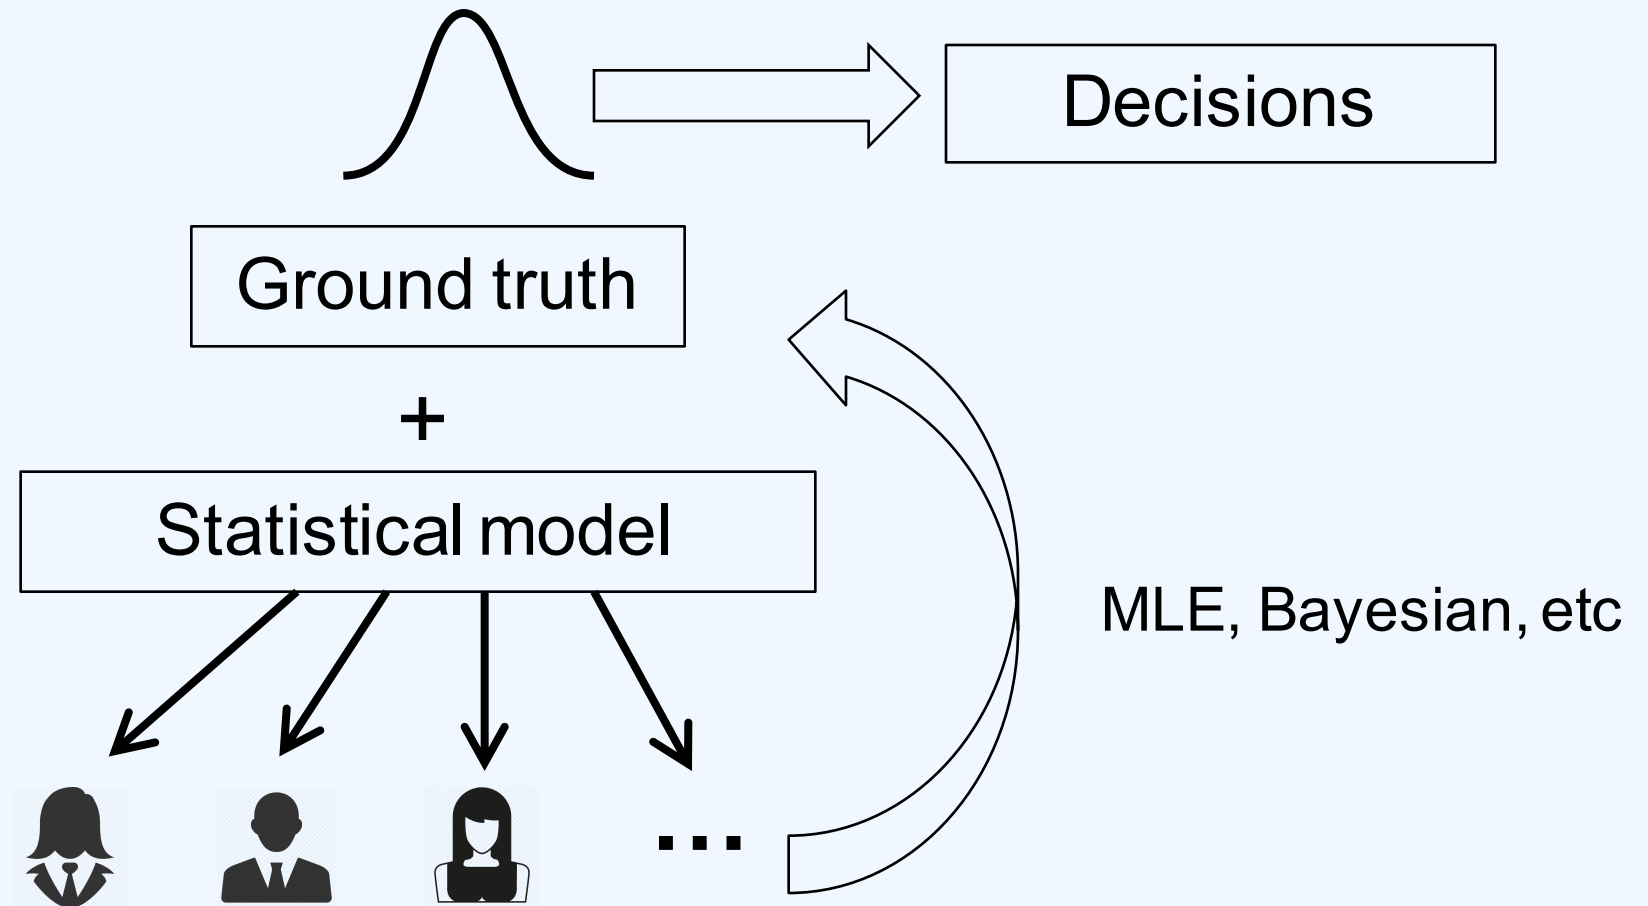 Decisions
Ground truth
+
Statistical model
MLE, Bayesian, etc
...